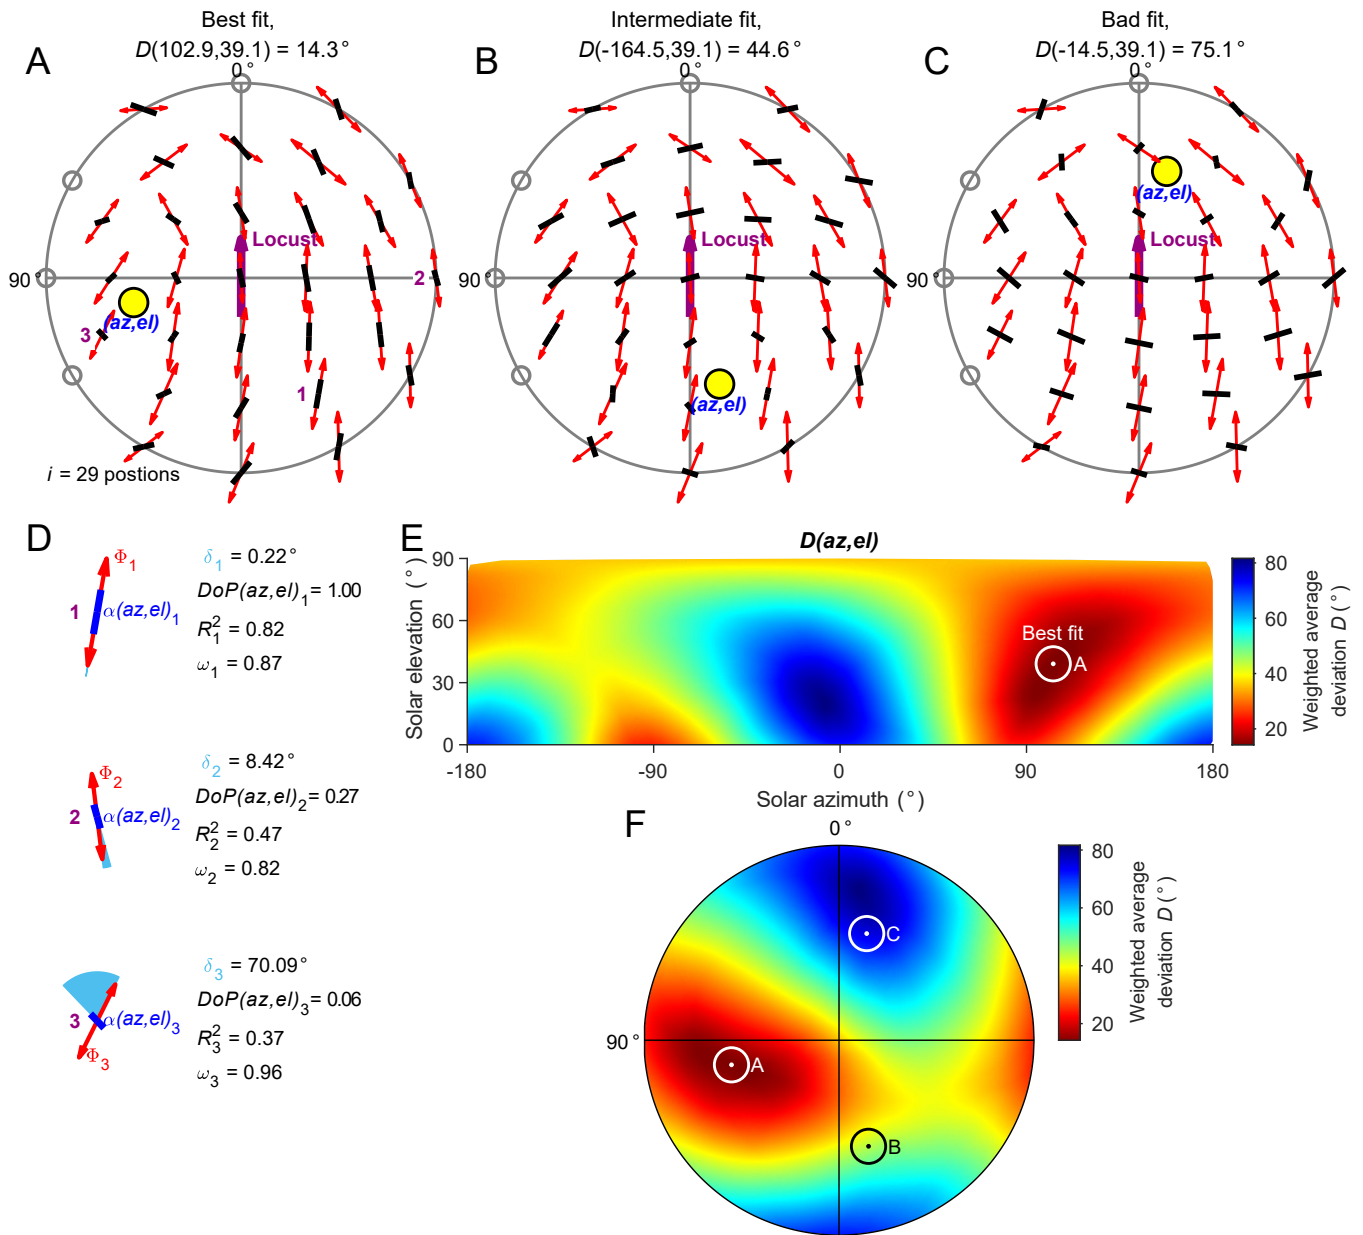 Best fit,
D(102.9,39.1) = 14.3°
Intermediate fit,
D(-164.5,39.1) = 44.6°
Bad fit,
D(-14.5,39.1) = 75.1°
A
B
C
0°
0°
0°
Locust
Locust
Locust
90°
90°
90°
2
(az,el)
3
1
(az,el)
(az,el)
i = 29 postions
D
Φ1
1
α(az,el)1
δ1 = 0.22°
DoP(az,el)1= 1.00
R²1 = 0.82
ω1 = 0.87
Φ2
2
α(az,el)2
δ2 = 8.42°
DoP(az,el)2= 0.27
R²2 = 0.47
ω2 = 0.82
3
α(az,el)3
Φ3
δ3 = 70.09°
DoP(az,el)3= 0.06
R²3 = 0.37
ω3 = 0.96
E
D(az,el)
Solar elevation (°)
90
60
30
0
-180
-90
0
90
180
Solar azimuth (°)
Best fit
A
80
60
40
20
Weighted average
deviation D (°)
F
0°
90°
C
A
B
80
60
40
20
Weighted average
deviation D (°)